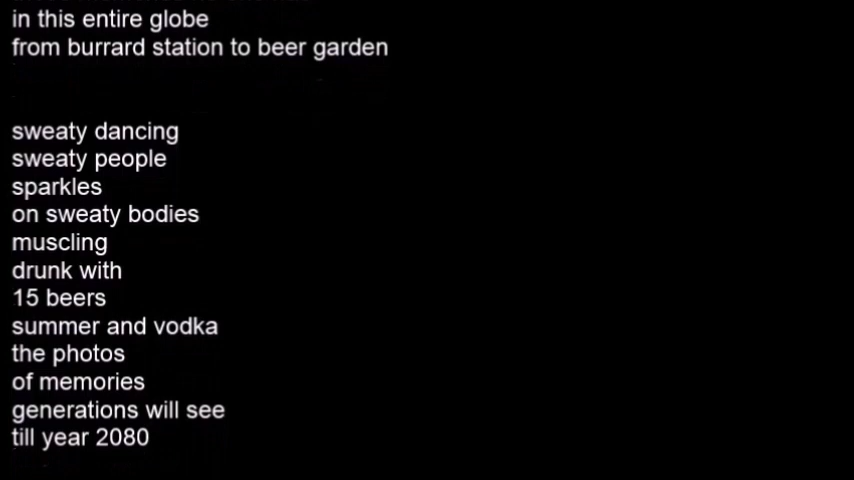 in this entire globe
from burrard station to beer garden
sweaty dancing
sweaty people
sparkles
on sweaty bodies
muscling
drunk with
15 beers
summer and vodka
the photos
of memories
generations will see
till year 2080